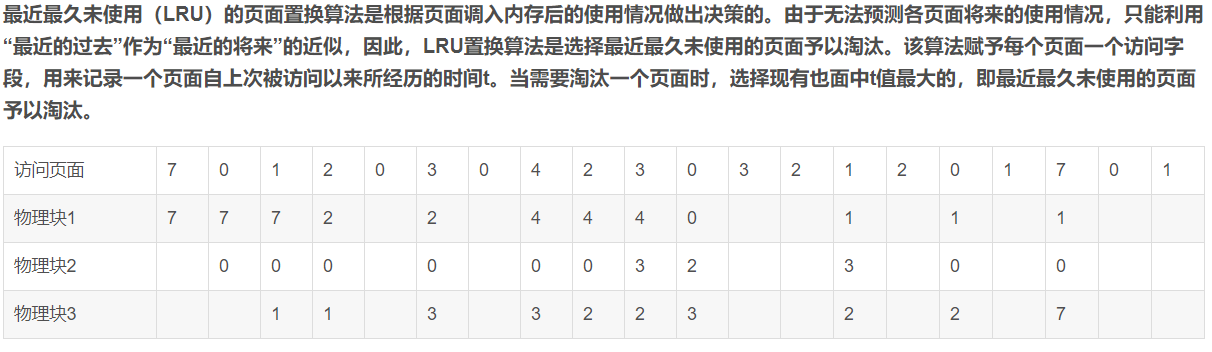 最近最久未使用（LRU）的页面置换算法是根据页面调入内存后的使用情况做出决策的。由于无法预测各页面将来的使用情况，只能利用
“最近的过去”作为“最近的将来”的近似，因此，LRU置换算法是选择最近最久未使用的页面予以淘汰。该算法赋予每个页面一个访问字
段，用来记录一个页面自上次被访问以来所经历的时间t。当需要淘汰一个页面时，选择现有也面中t值最大的，即最近最久未使用的页面
予以淘汰。
访问页面 7 0 1 2 0 3 0 4 2 3 0 3 2 1 2 0 1 7 0 1
物理块1 7 7 7 2 2 4 4 4 0 1 1 1
物理块2 0 0 0 0 0 0 3 2 3 0 0
物理块3 1 1 3 3 2 2 3 2 2 7